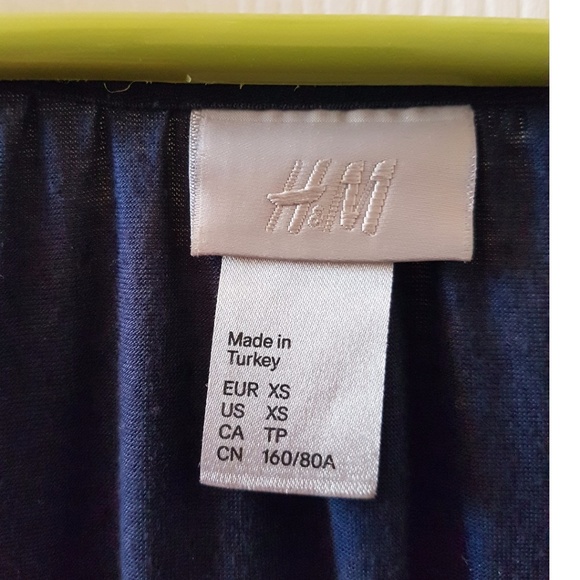 H&M
Made in
Turkey
EUR XS
US XS
CA TP
CN 160/80A